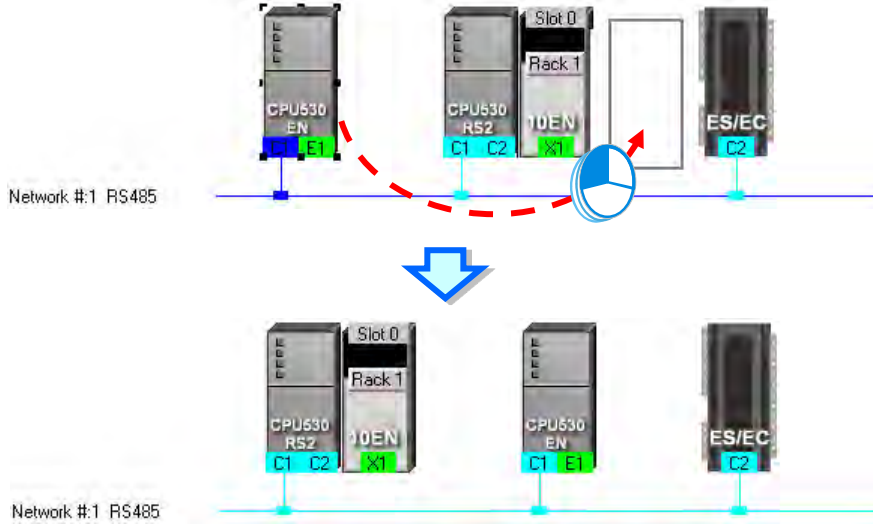 Slot 0
Rack 1
CPU530
EN
C1 E1
CPU530
RS2
C1 C2
10EN
X1
ES/EC
C2
Network #:1 RS485
Slot 0
Rack 1
CPU530
RS2
C1 C2
10EN
X1
CPU530
EN
C1 E1
ES/EC
C2
Network #:1 RS485